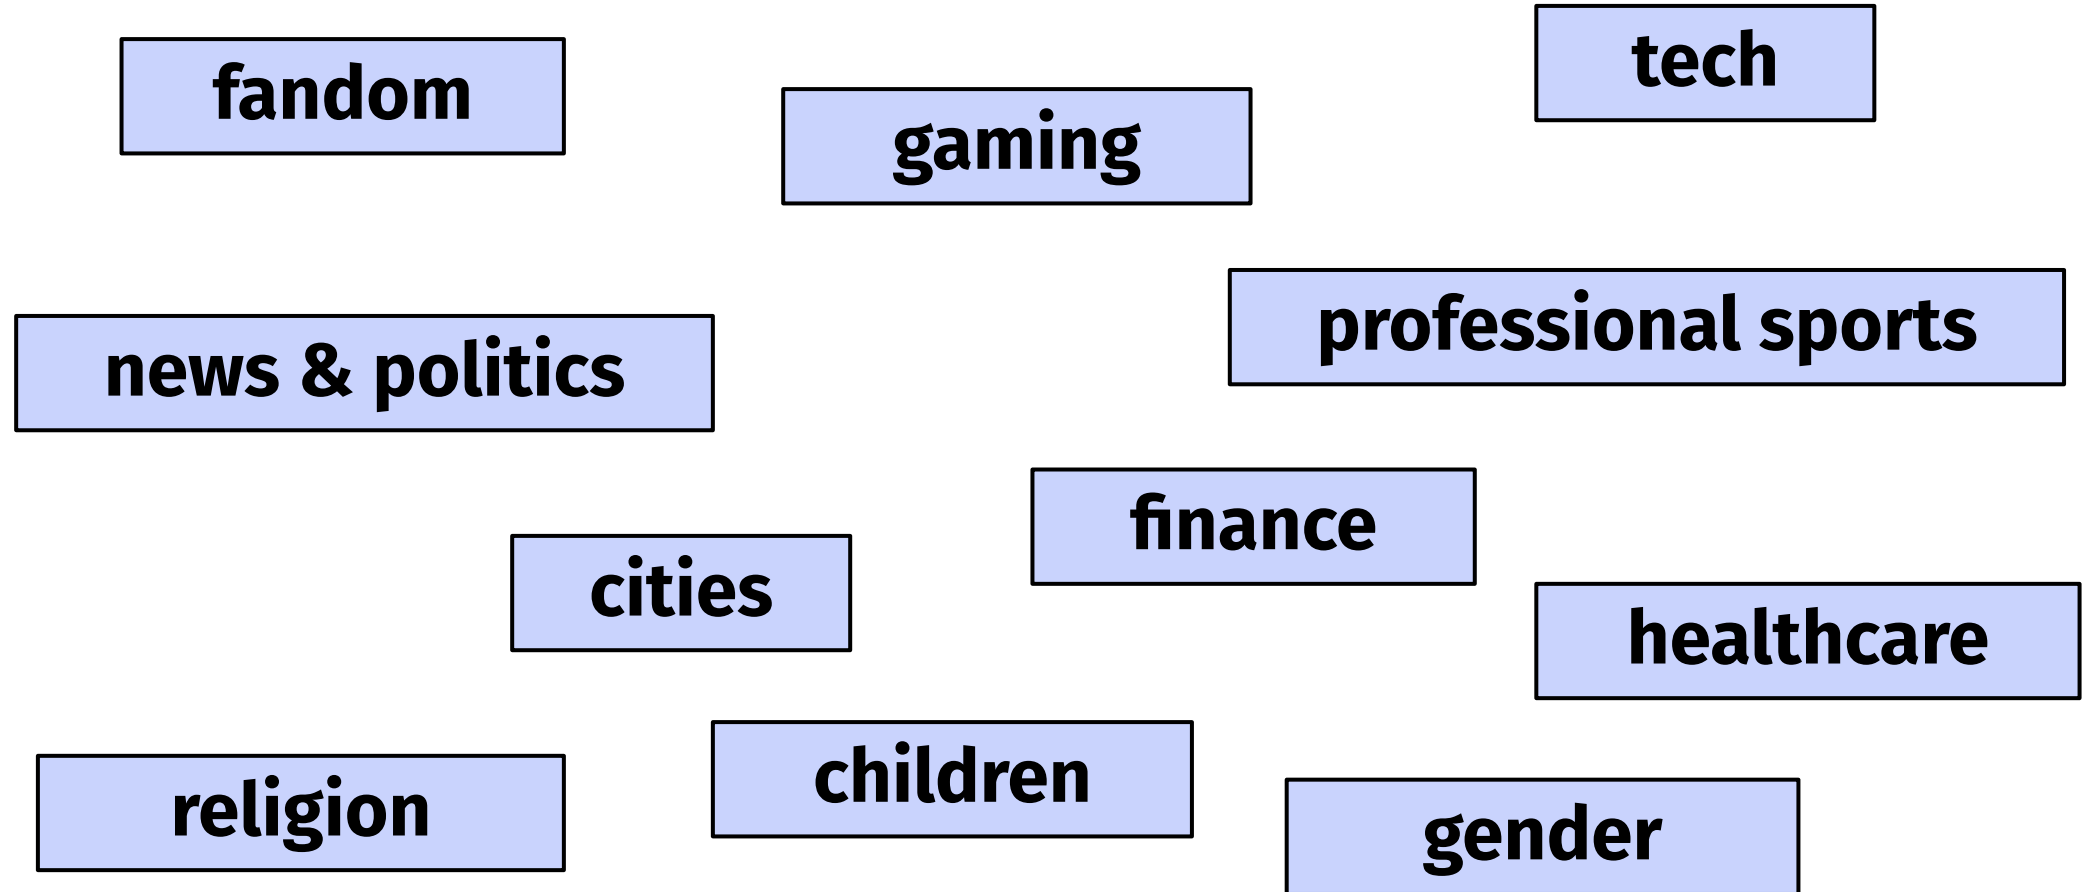 fandom
gaming
tech
news & politics
professional sports
cities
finance
healthcare
religion
children
gender